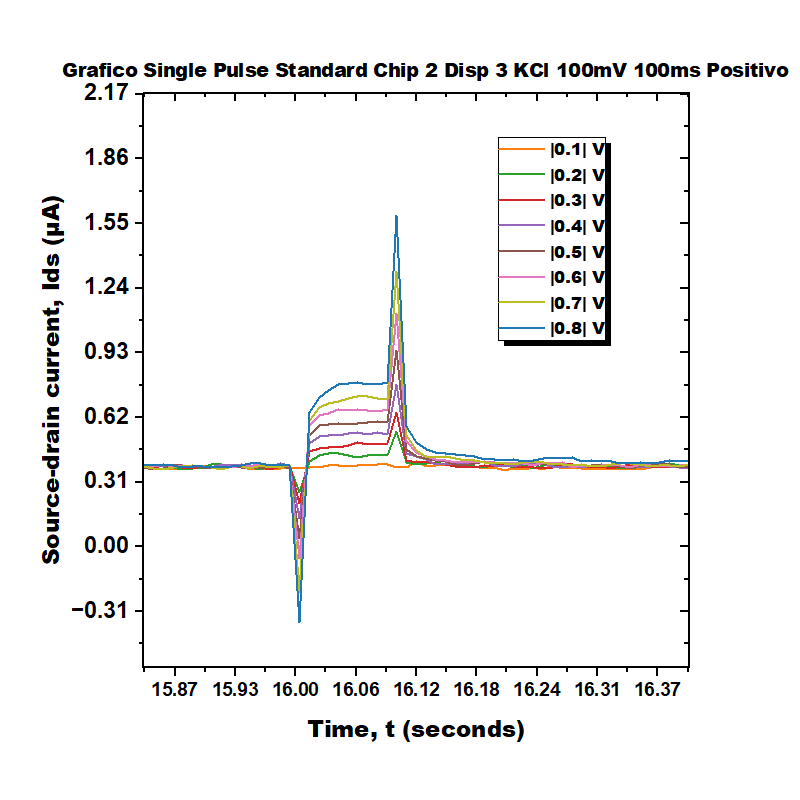 Grafico Single Pulse Standard Chip 2 Disp 3 KCl 100mV 100ms Positivo
2.17
1.86
1.55
1.24
0.93
0.62
0.31
0.00
−0.31
Source-drain current, Ids (µA)
|0.1| V
|0.2| V
|0.3| V
|0.4| V
|0.5| V
|0.6| V
|0.7| V
|0.8| V
15.87 15.93 16.00 16.06 16.12 16.18 16.24 16.31 16.37
Time, t (seconds)